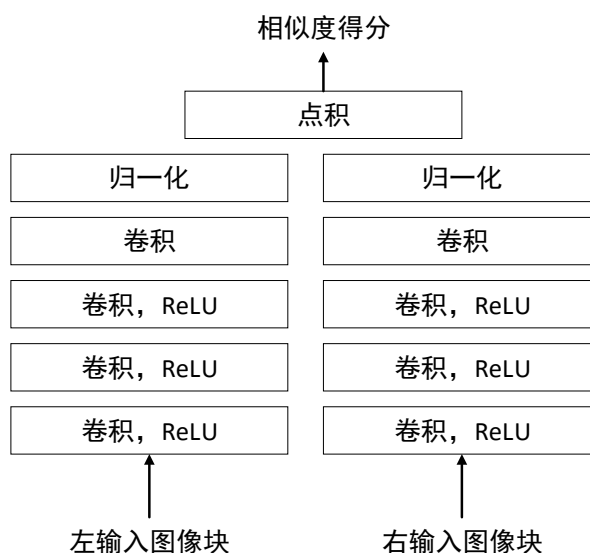 相似度得分
点积
归一化 归一化
卷积 卷积
卷积，ReLU 卷积，ReLU
卷积，ReLU 卷积，ReLU
卷积，ReLU 卷积，ReLU
左输入图像块 右输入图像块